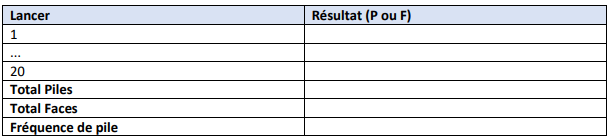 Lancer Résultat (P ou F)
1
...
20
Total Piles
Total Faces
Fréquence de pile